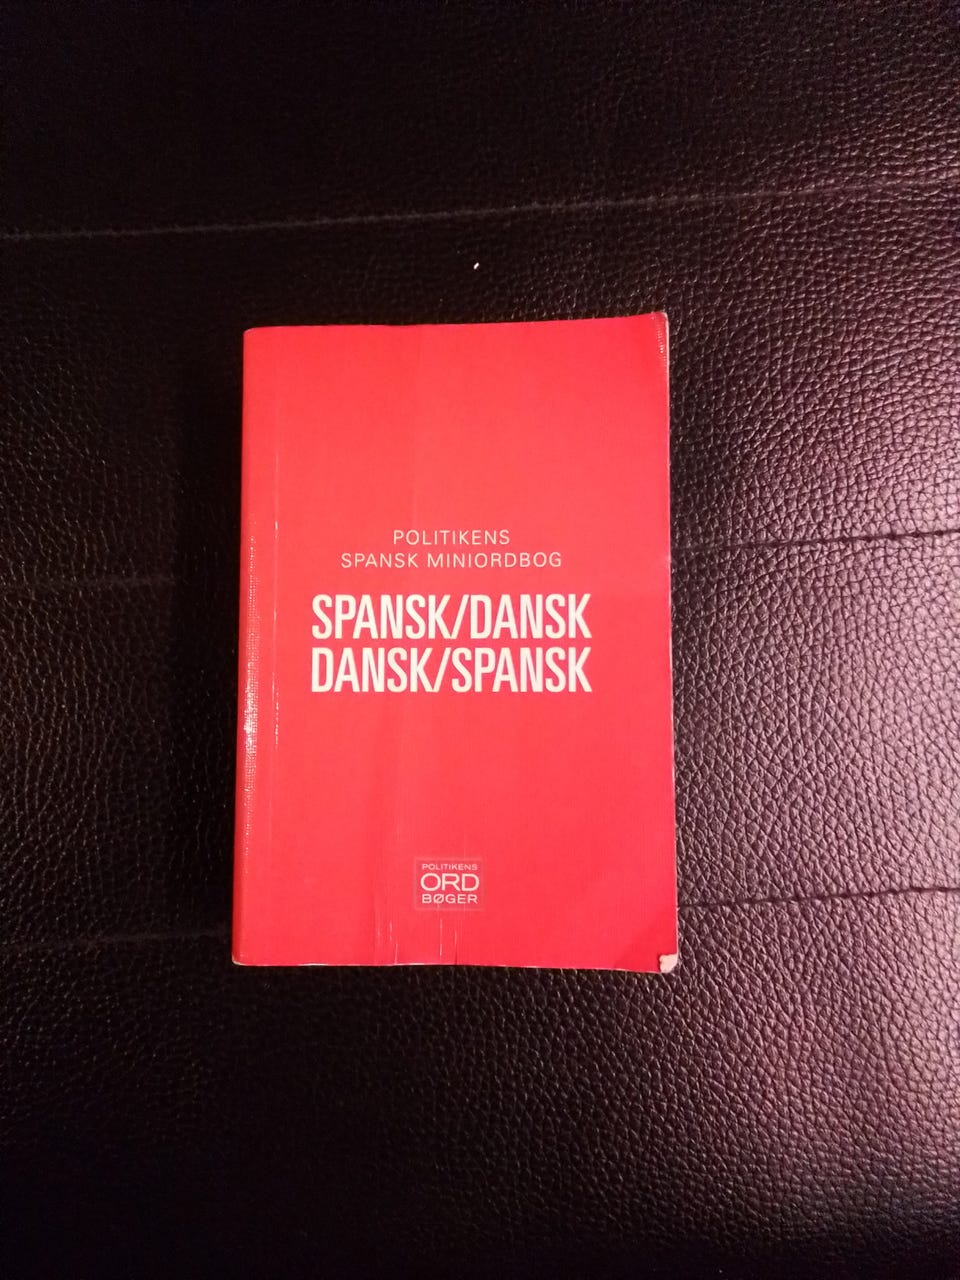 POLITIKENS
SPANSK MINIORDBOG
SPANSK/DANSK
DANSK/SPANSK
POLITIKENS
ORD
BØGER